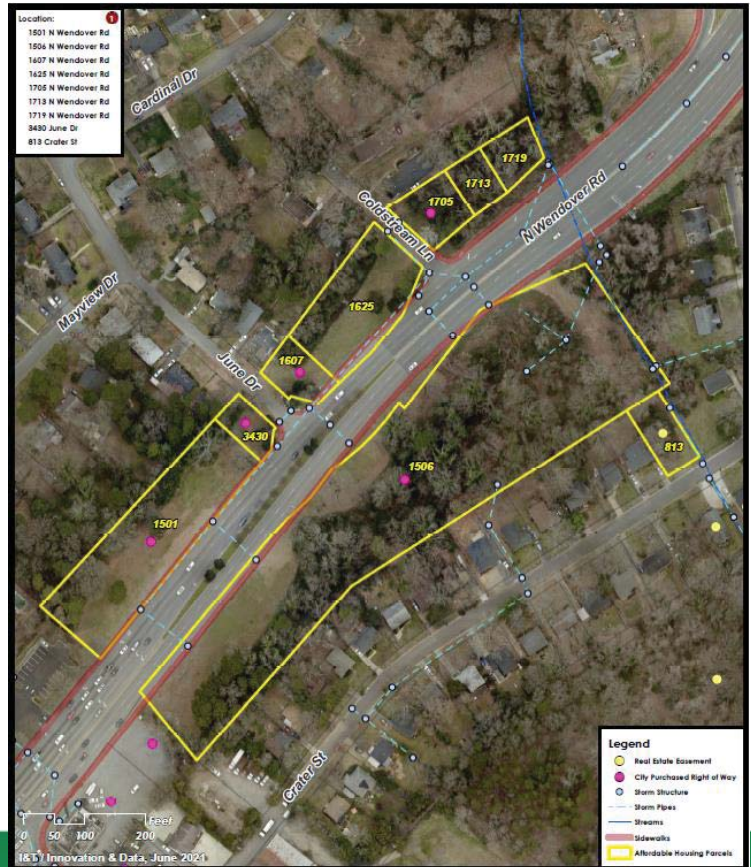 Location:
1
1501 N Wendover Rd
1506 N Wendover Rd
1607 N Wendover Rd
1625 N Wendover Rd
1705 N Wendover Rd
1713 N Wendover Rd
1719 N Wendover Rd
3430 June Dr
813 Crater St
Cardinal Dr
1719
1713
1705
N Wendover Rd
Coldstream Ln
1625
Mayview Dr
1607
June Dr
3430
813
1506
1501
Crater St
Legend
Real Estate Easement
City Purchased Right of Way
Storm Structure
Storm Pipes
Streams
Sidewalks
Affordable Housing Parcels
Feet
0 50 100 200
I&T / Innovation & Data, June 2021